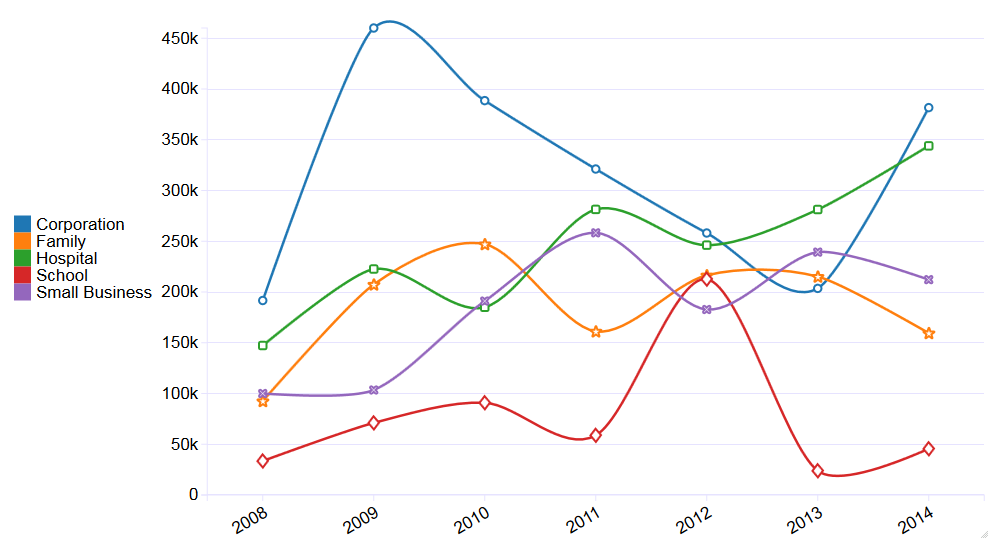 450k
400k
350k
300k
250k
200k
150k
100k
50k
0
Corporation
Family
Hospital
School
Small Business
2008
2009
2010
2011
2012
2013
2014